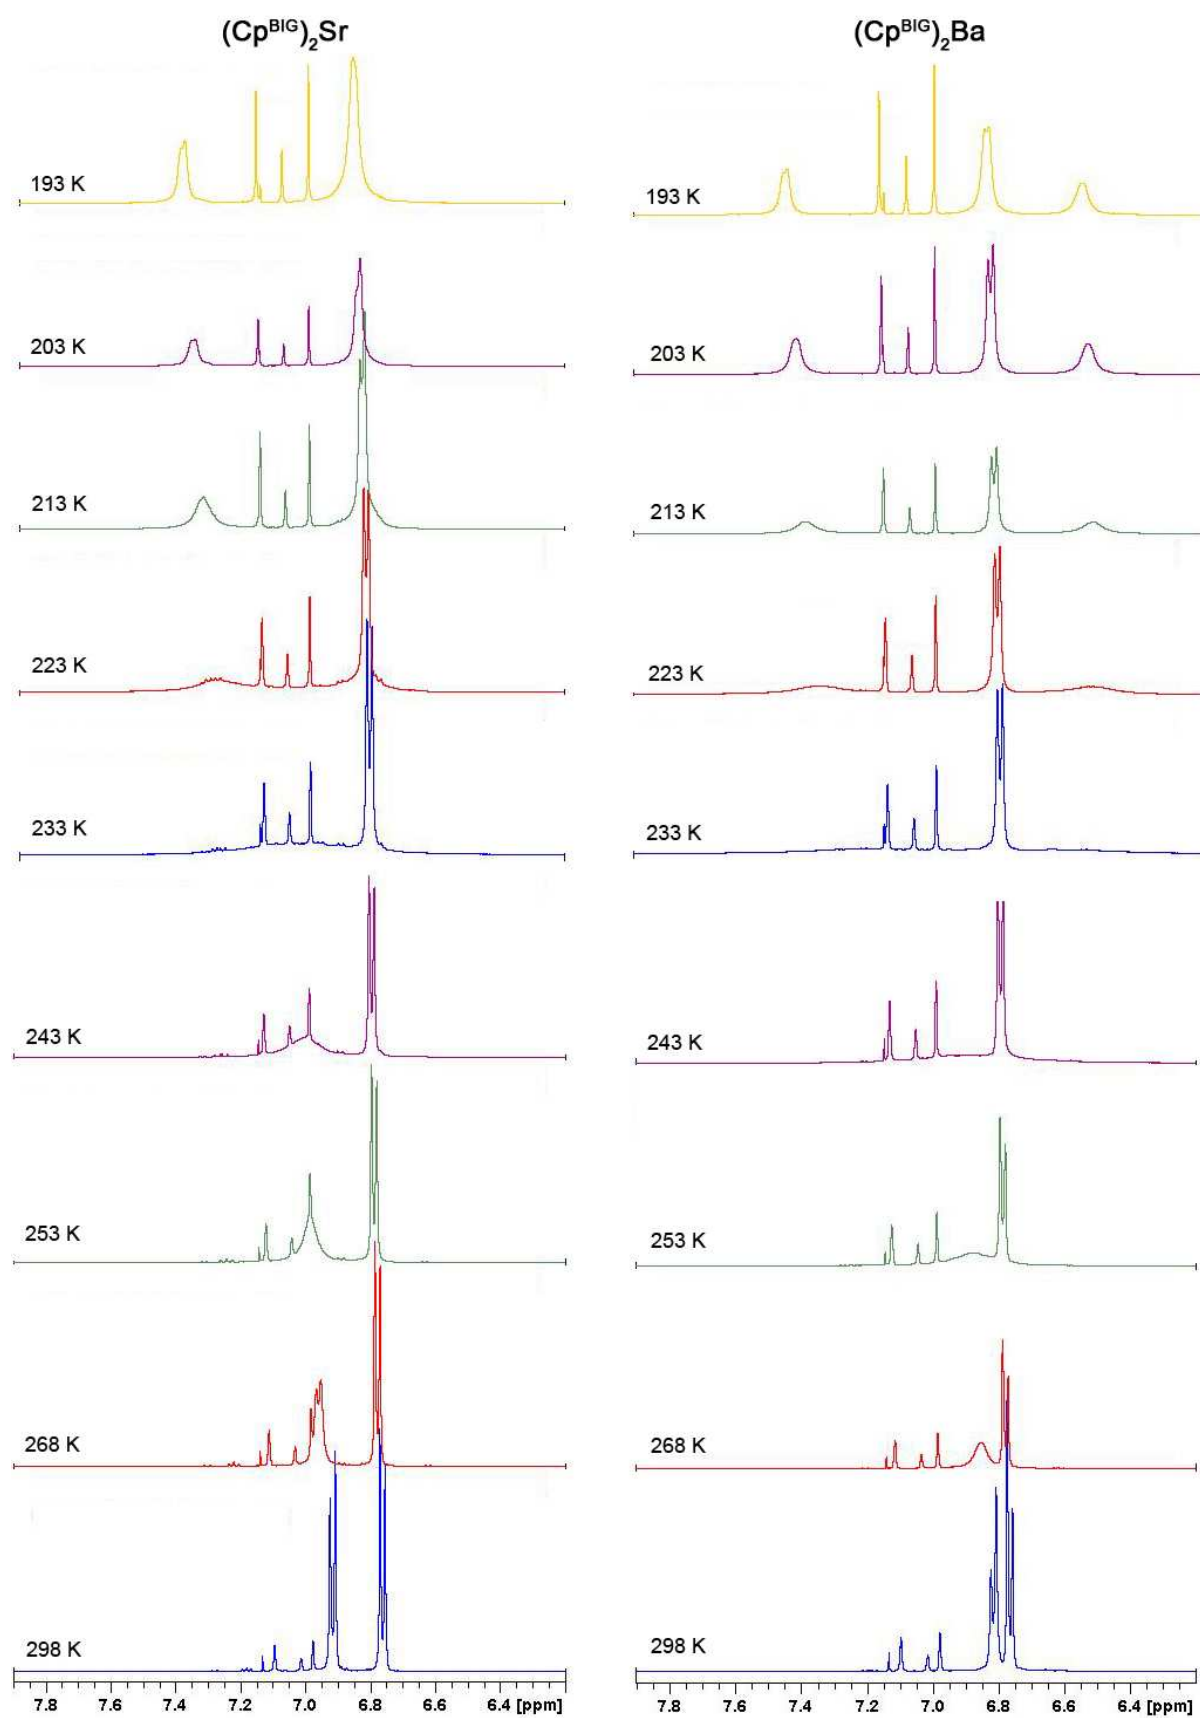 (Cp^BIG)₂Sr (Cp^BIG)₂Ba
193 K 193 K
203 K 203 K
213 K 213 K
223 K 223 K
233 K 233 K
243 K 243 K
253 K 253 K
268 K 268 K
298 K 298 K
7.8 7.6 7.4 7.2 7.0 6.8 6.6 6.4 [ppm] 7.8 7.6 7.4 7.2 7.0 6.8 6.6 6.4 [ppm]